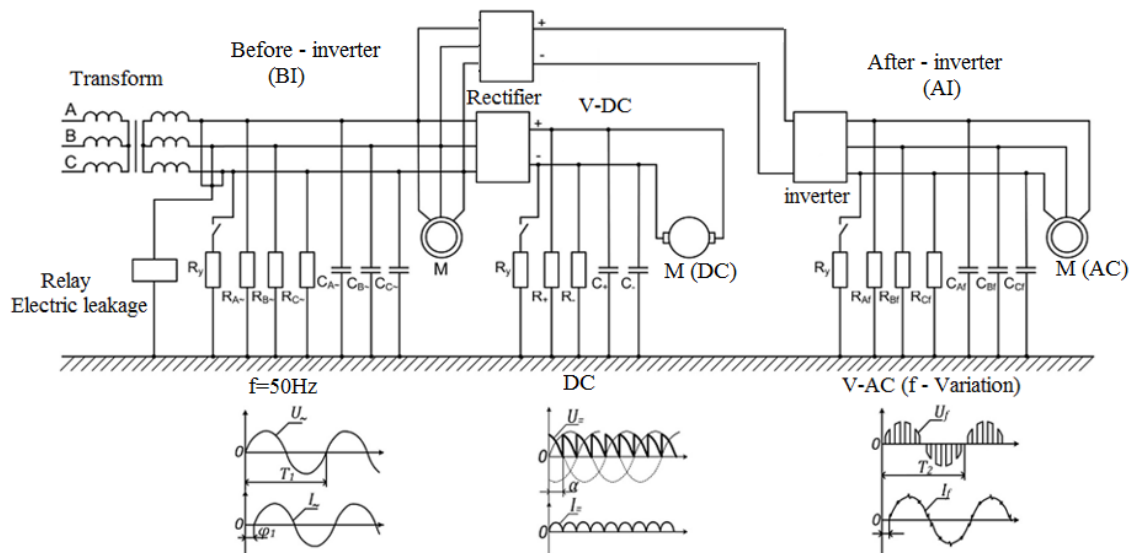 Before - inverter
(BI)
Transform
A
B
C
Rectifier
+
-
V-DC
+
-
After - inverter
(AI)
inverter
Relay
Electric leakage
Ry
RA~
RB~
RC~
CA~
CB~
CC~
M
Ry
R+
R-
C+
C-
M (DC)
Ry
RAf
RBf
RCf
CAf
CBf
CCf
M (AC)
f=50Hz
DC
V-AC (f - Variation)
U~
0
T1
I~
0
φ1
U=
0
α
I=
0
Uf
0
T2
If
0